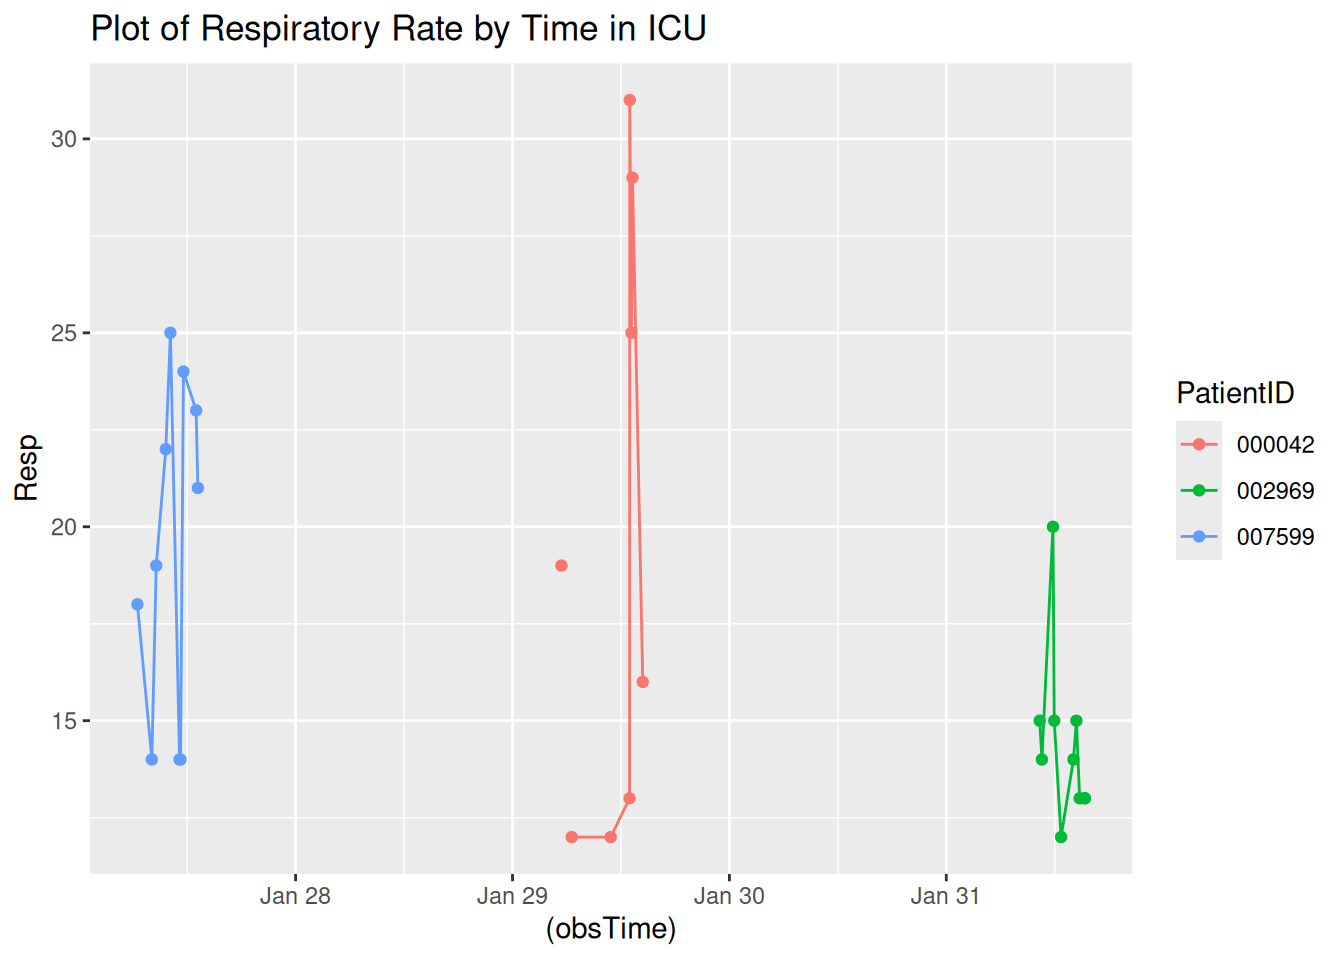 Plot of Respiratory Rate by Time in ICU
30
25
20
15
Resp
Jan 28 Jan 29 Jan 30 Jan 31
(obsTime)
PatientID
000042
002969
007599